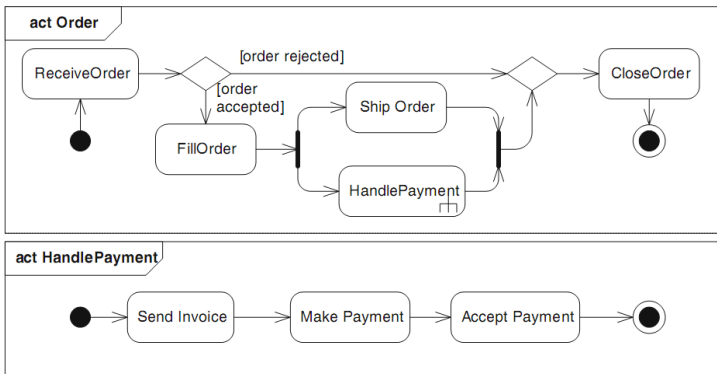 act Order
ReceiveOrder
[order rejected]
CloseOrder
[order
accepted]
Ship Order
FillOrder
HandlePayment
act HandlePayment
Send Invoice
Make Payment
Accept Payment